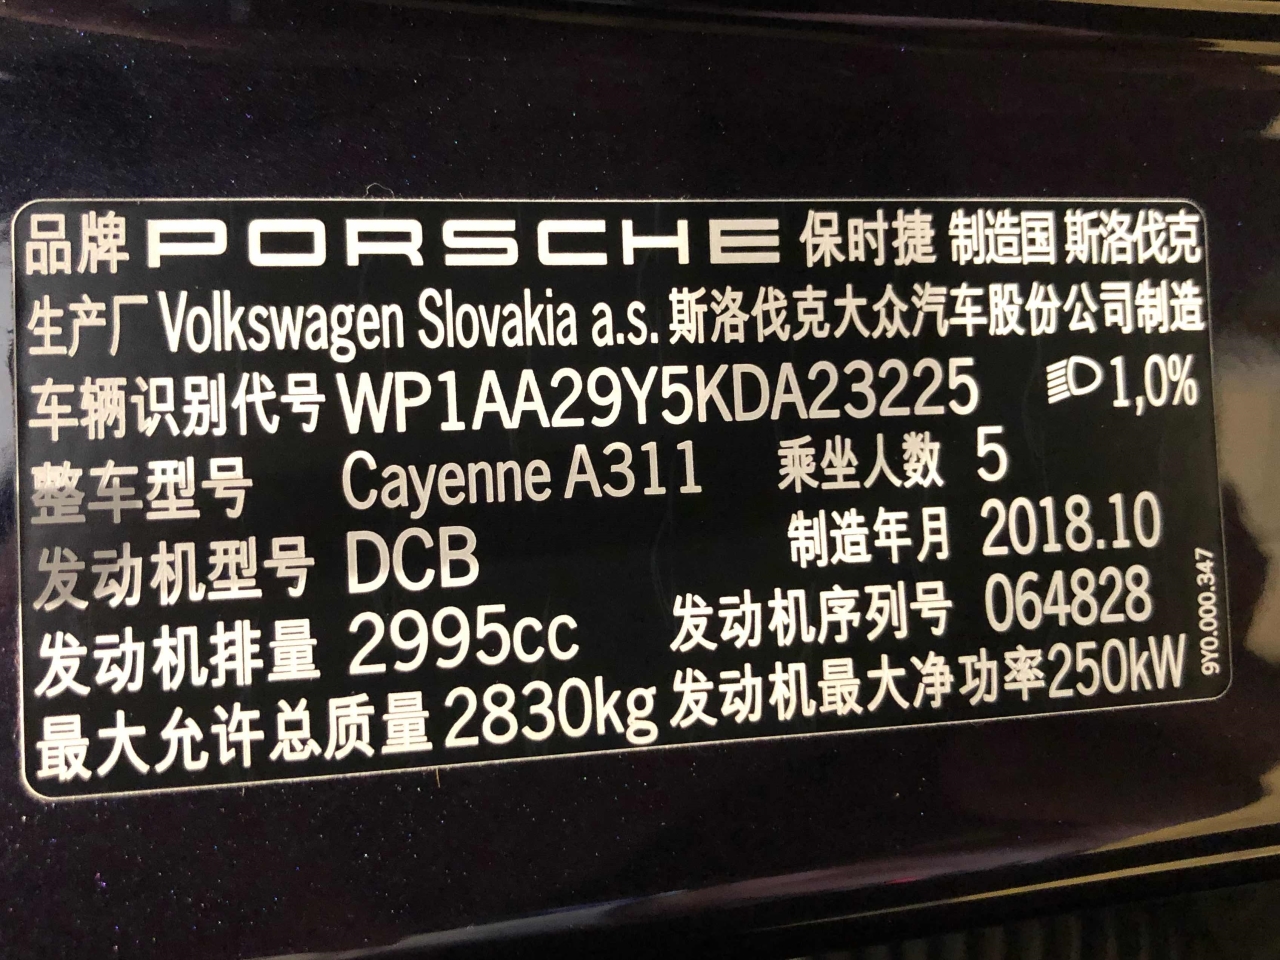 品牌 PORSCHE 保时捷 制造国 斯洛伐克
生产厂 Volkswagen Slovakia a.s. 斯洛伐克大众汽车股份公司制造
车辆识别代号 WP1AA29Y5KDA23225 1,0%
整车型号 Cayenne A311 乘坐人数 5
发动机型号 DCB 制造年月 2018.10
发动机排量 2995cc 发动机序列号 064828
最大允许总质量 2830kg 发动机最大净功率 250kW
9Y0.000.347